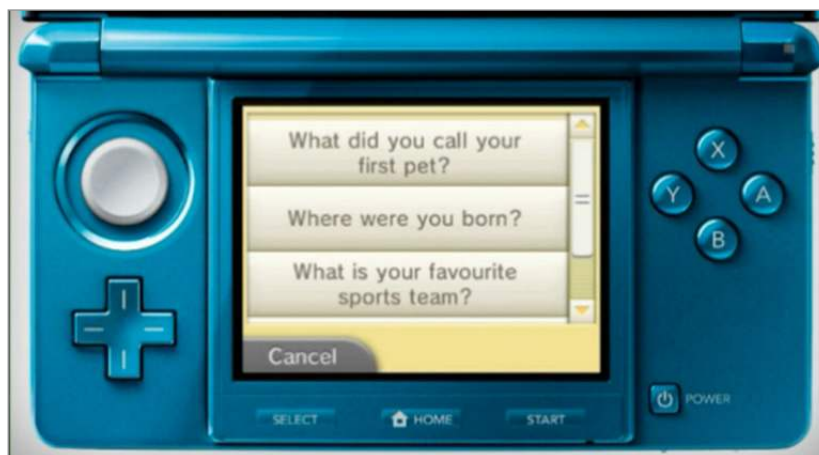 What did you call your
first pet?
Where were you born?
What is your favourite
sports team?
Cancel
X
Y
A
B
SELECT
HOME
START
POWER